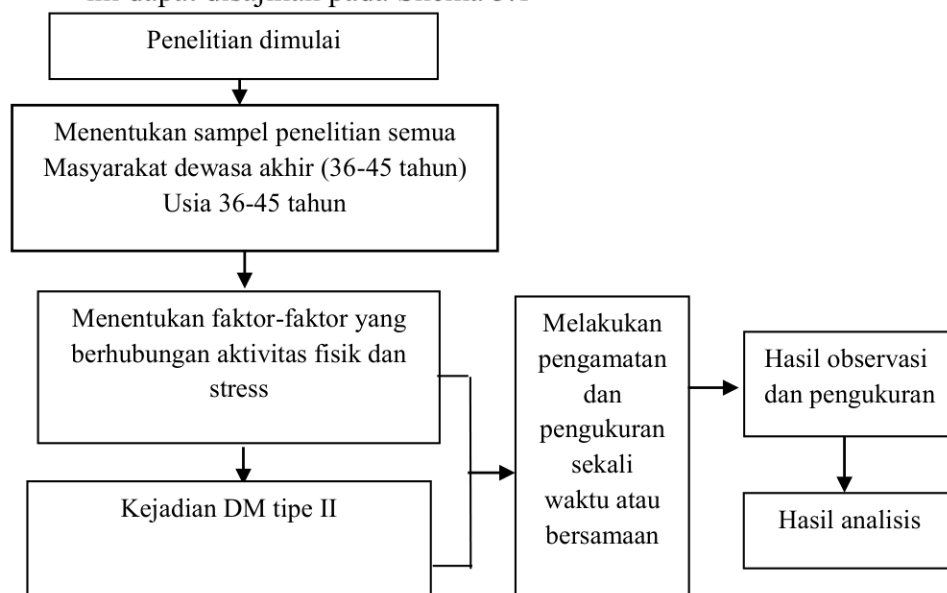 ini dapat disajikan pada Skema 3.1
Penelitian dimulai
Menentukan sampel penelitian semua
Masyarakat dewasa akhir (36-45 tahun)
Usia 36-45 tahun
Menentukan faktor-faktor yang
berhubungan aktivitas fisik dan
stress
Kejadian DM tipe II
Melakukan
pengamatan
dan
pengukuran
sekali
waktu atau
bersamaan
Hasil observasi
dan pengukuran
Hasil analisis